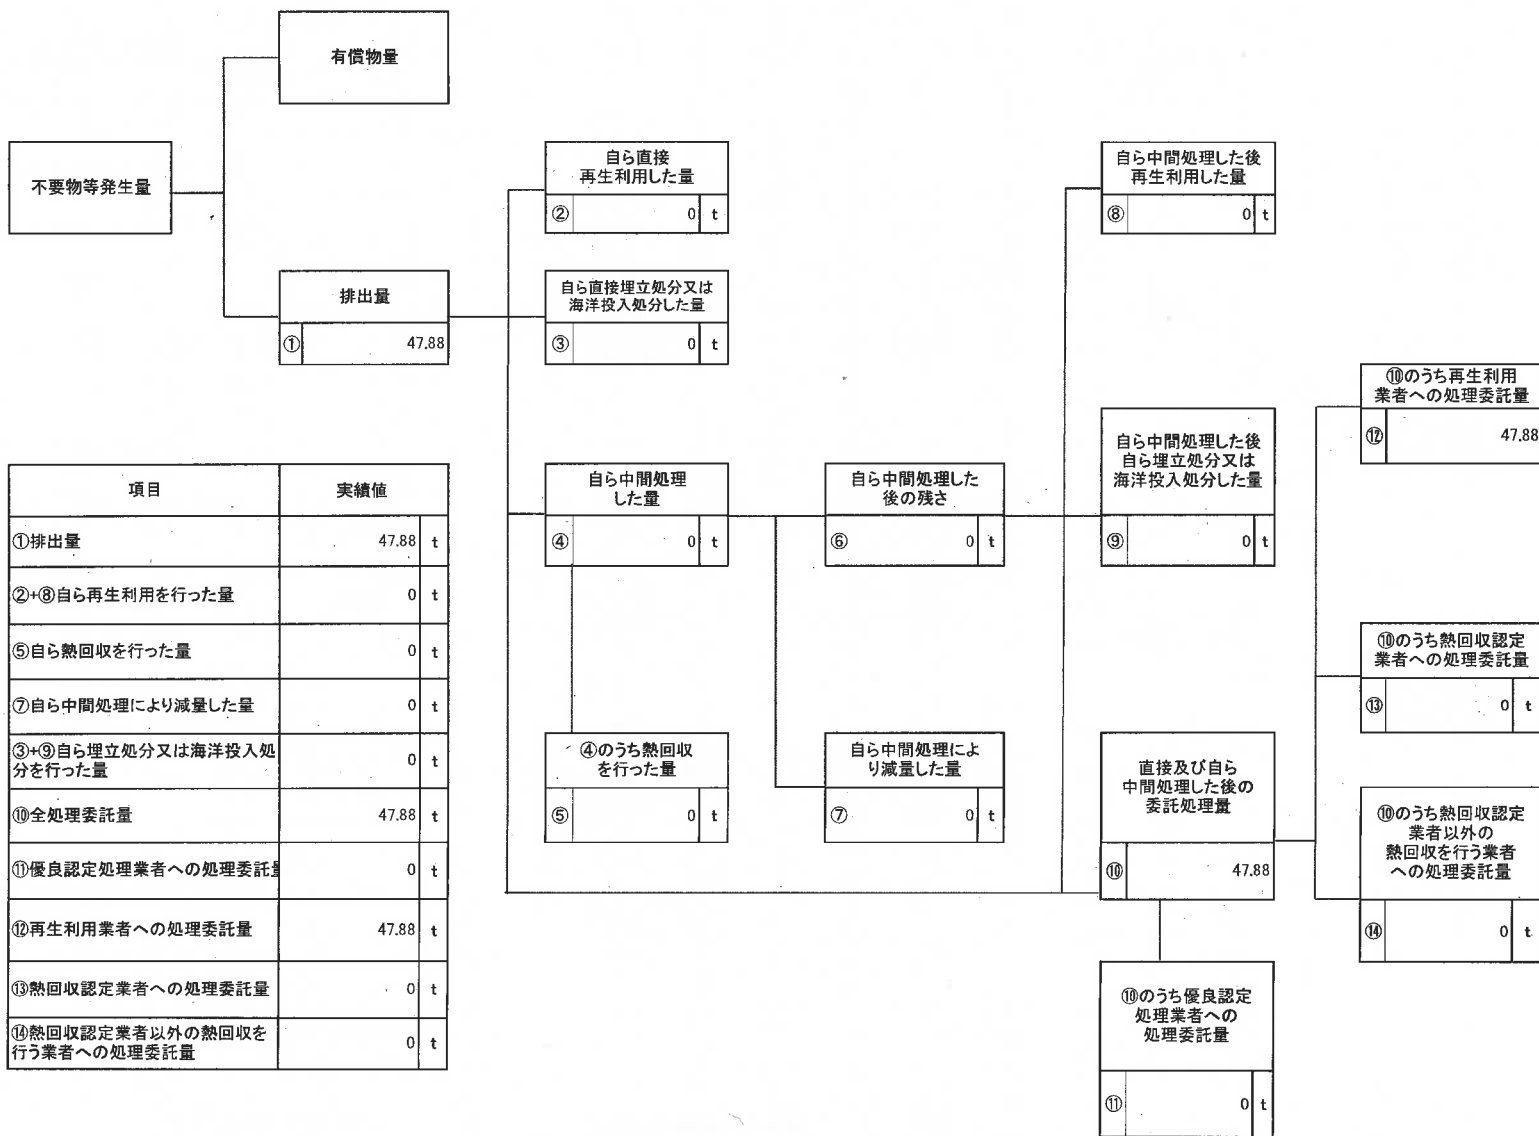 有償物量
不要物等発生量
排出量
① 47.88
自ら直接
再生利用した量
② 0 t
自ら直接埋立処分又は
海洋投入処分した量
③ 0 t
自ら中間処理
した量
④ 0 t
④のうち熱回収
を行った量
⑤ 0 t
自ら中間処理した
後の残さ
⑥ 0 t
自ら中間処理によ
り減量した量
⑦ 0 t
自ら中間処理した後
再生利用した量
⑧ 0 t
自ら中間処理した後
自ら埋立処分又は
海洋投入処分した量
⑨ 0 t
直接及び自ら
中間処理した後の
委託処理量
⑩ 47.88
⑩のうち優良認定
処理業者への
処理委託量
⑪ 0 t
⑩のうち再生利用
業者への処理委託量
⑫ 47.88
⑩のうち熱回収認定
業者への処理委託量
⑬ 0 t
⑩のうち熱回収認定
業者以外の
熱回収を行う業者
への処理委託量
⑭ 0 t
項目 実績値
①排出量 47.88 t
②+⑧自ら再生利用を行った量 0 t
⑤自ら熱回収を行った量 0 t
⑦自ら中間処理により減量した量 0 t
③+⑨自ら埋立処分又は海洋投入処
分を行った量 0 t
⑩全処理委託量 47.88 t
⑪優良認定処理業者への処理委託量 0 t
⑫再生利用業者への処理委託量 47.88 t
⑬熱回収認定業者への処理委託量 0 t
⑭熱回収認定業者以外の熱回収を
行う業者への処理委託量 0 t